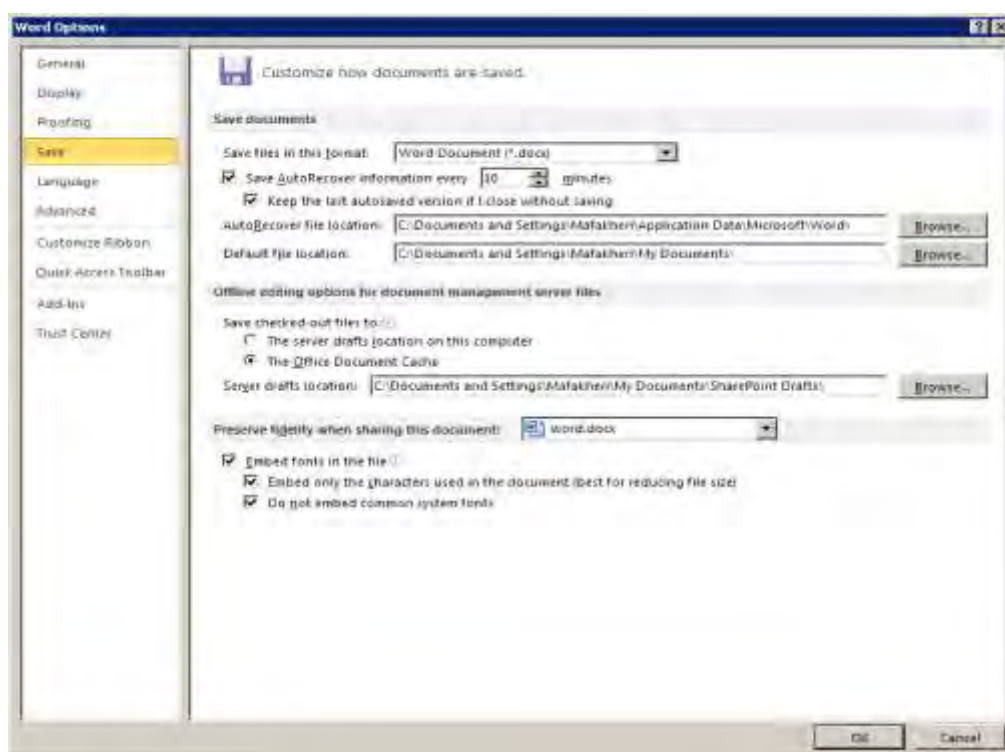 Word Options
General
Display
Proofing
Save
Language
Advanced
Customize Ribbon
Quick Access Toolbar
Add-Ins
Trust Center
Customize how documents are saved.
Save documents
Save files in this format: Word Document (*.docx)
Save AutoRecover information every 10 minutes
Keep the last autosaved version if I close without saving
AutoRecover file location: C:\Documents and Settings\Mafakheri\Application Data\Microsoft\Word\ Browse...
Default file location: C:\Documents and Settings\Mafakheri\My Documents\ Browse...
Offline editing options for document management server files
Save checked-out files to:
The server drafts location on this computer
The Office Document Cache
Server drafts location: C:\Documents and Settings\Mafakheri\My Documents\SharePoint Drafts\ Browse...
Preserve fidelity when sharing this document: word.docx
Embed fonts in the file
Embed only the characters used in the document (best for reducing file size)
Do not embed common system fonts
OK Cancel